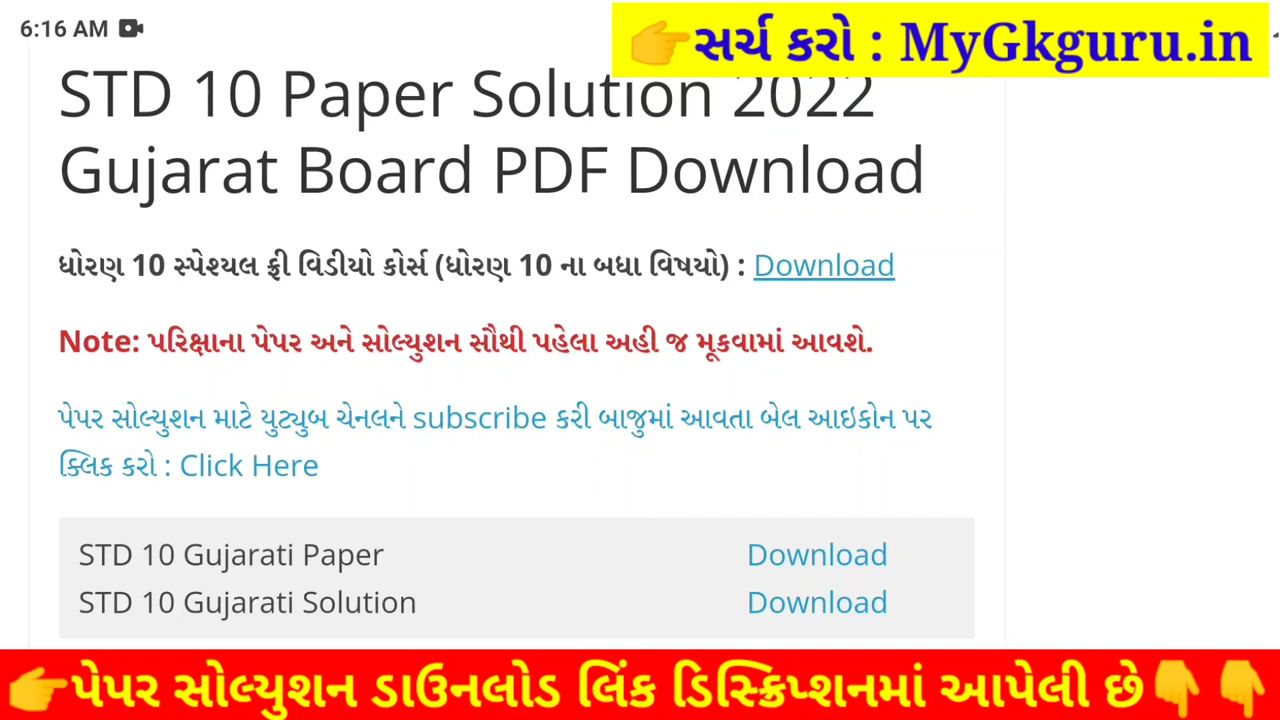 6:16 AM
👉સર્ચ કરો : MyGkguru.in
STD 10 Paper Solution 2022
Gujarat Board PDF Download
ધોરણ 10 સ્પેશ્યલ ફ્રી વિડીયો કોર્સ (ધોરણ 10 ના બધા વિષયો) : Download
Note: પરિક્ષાના પેપર અને સોલ્યુશન સૌથી પહેલા અહી જ મૂકવામાં આવશે.
પેપર સોલ્યુશન માટે યુટ્યુબ ચેનલને subscribe કરી બાજુમાં આવતા બેલ આઇકોન પર
ક્લિક કરો : Click Here
STD 10 Gujarati Paper Download
STD 10 Gujarati Solution Download
👉પેપર સોલ્યુશન ડાઉનલોડ લિંક ડિસ્ક્રિપ્શનમાં આપેલી છે👇👇